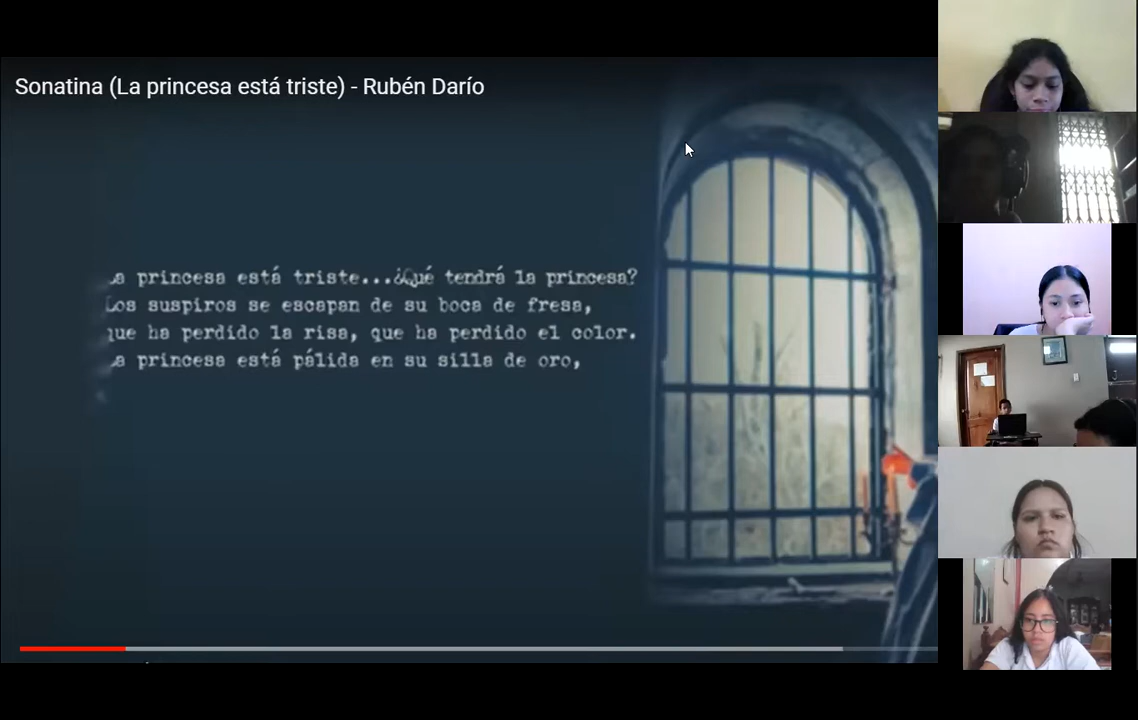 Sonatina (La princesa está triste) - Rubén Darío
La princesa está triste...¿Qué tendrá la princesa?
Los suspiros se escapan de su boca de fresa,
que ha perdido la risa, que ha perdido el color.
La princesa está pálida en su silla de oro,